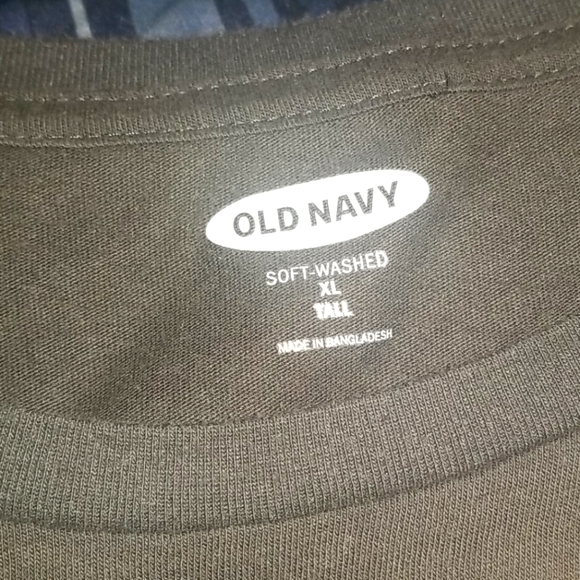 OLD NAVY
SOFT-WASHED
XL
TALL
MADE IN BANGLADESH